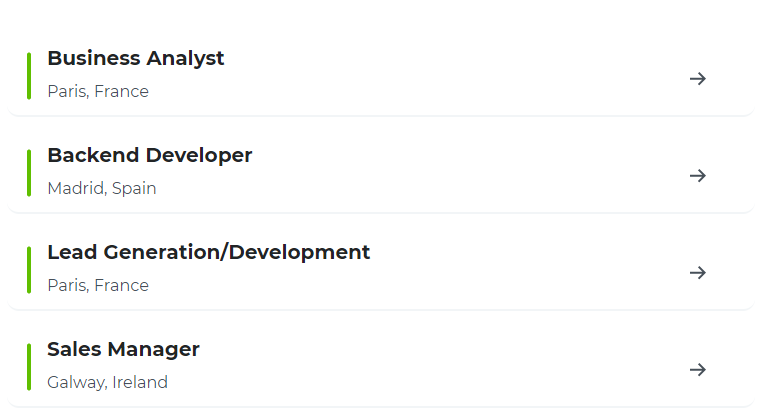 Business Analyst
Paris, France
Backend Developer
Madrid, Spain
Lead Generation/Development
Paris, France
Sales Manager
Galway, Ireland